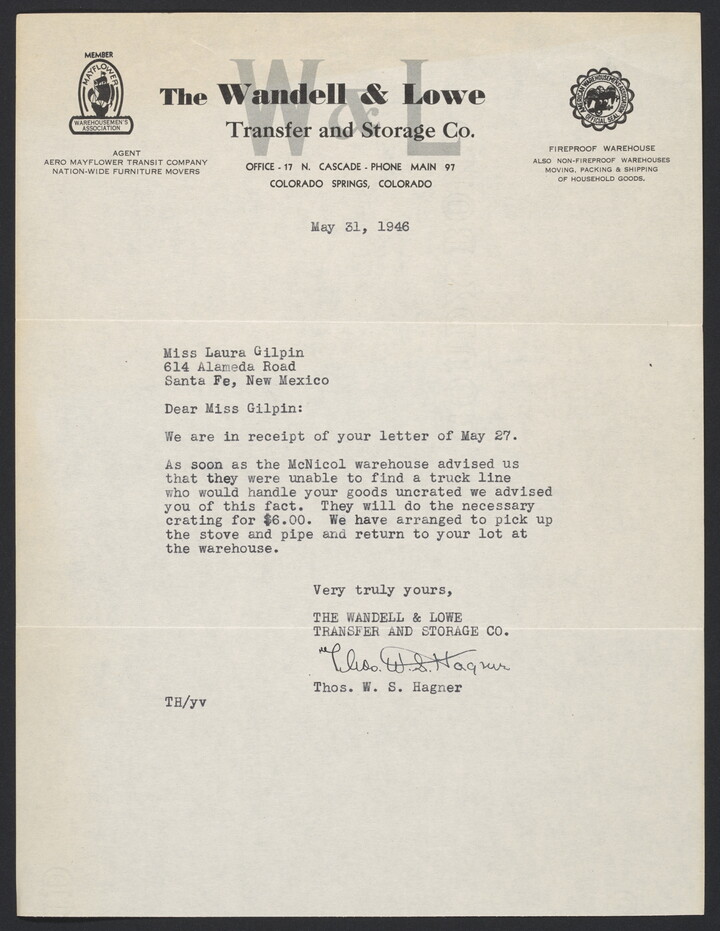 MEMBER
MAYFLOWER
WAREHOUSEMEN'S
ASSOCIATION
AGENT
AERO MAYFLOWER TRANSIT COMPANY
NATION-WIDE FURNITURE MOVERS
W & L
The Wandell & Lowe
Transfer and Storage Co.
OFFICE - 17 N. CASCADE - PHONE MAIN 97
COLORADO SPRINGS, COLORADO
AMERICAN WAREHOUSEMEN'S ASSOCIATION
OFFICIAL SEAL
FIREPROOF WAREHOUSE
ALSO NON-FIREPROOF WAREHOUSES
MOVING, PACKING & SHIPPING
OF HOUSEHOLD GOODS.
May 31, 1946
Miss Laura Gilpin
614 Alameda Road
Santa Fe, New Mexico
Dear Miss Gilpin:
We are in receipt of your letter of May 27.
As soon as the McNicol warehouse advised us
that they were unable to find a truck line
who would handle your goods uncrated we advised
you of this fact. They will do the necessary
crating for $6.00. We have arranged to pick up
the stove and pipe and return to your lot at
the warehouse.
Very truly yours,
THE WANDELL & LOWE
TRANSFER AND STORAGE CO.
Thos. W. S. Hagner
Thos. W. S. Hagner
TH/yv